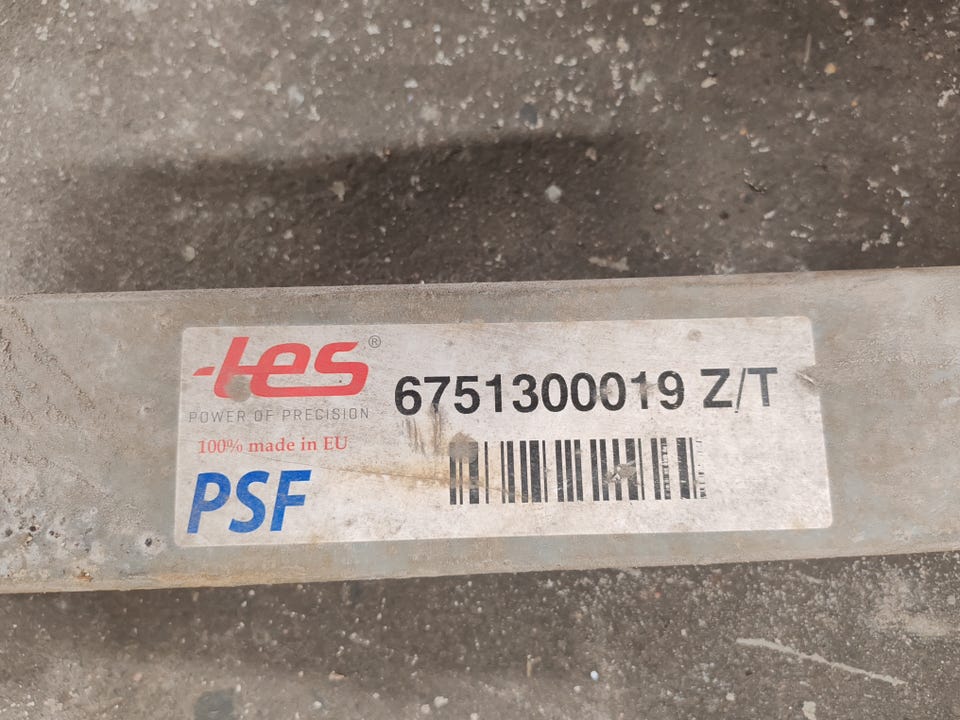 tes®
POWER OF PRECISION
100% made in EU
PSF
6751300019 Z/T